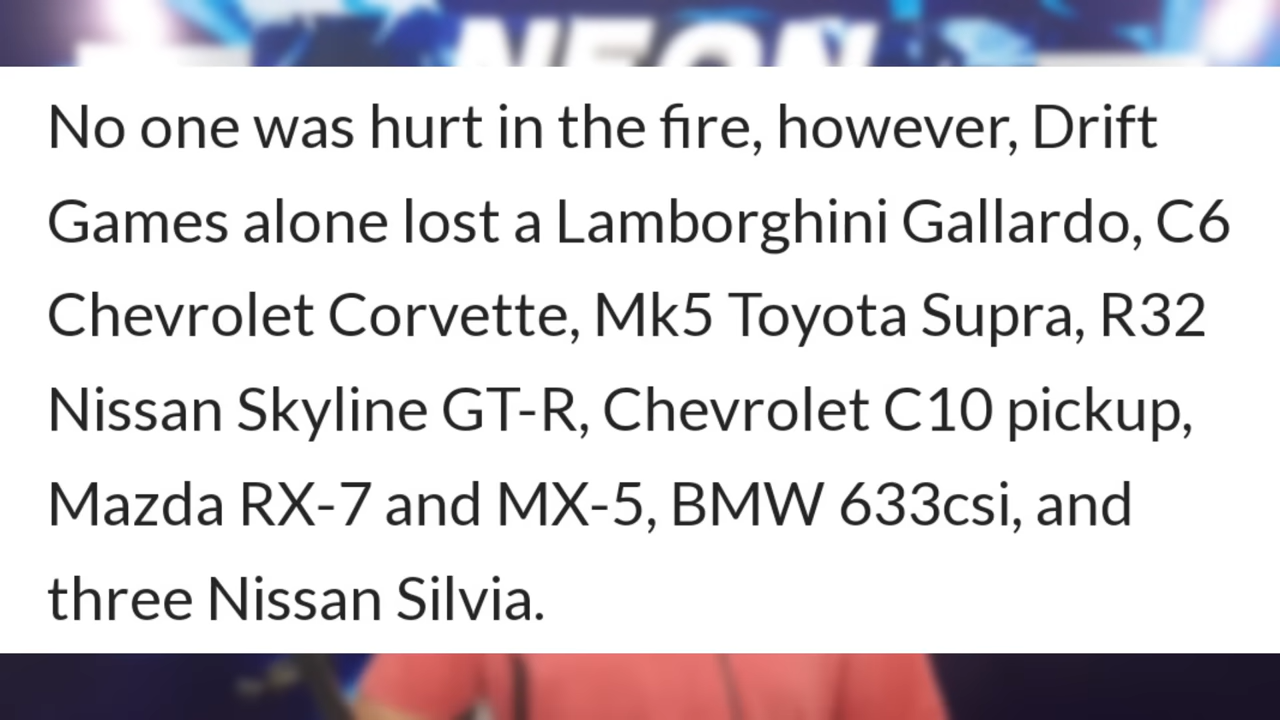 NEON
No one was hurt in the fire, however, Drift
Games alone lost a Lamborghini Gallardo, C6
Chevrolet Corvette, Mk5 Toyota Supra, R32
Nissan Skyline GT-R, Chevrolet C10 pickup,
Mazda RX-7 and MX-5, BMW 633csi, and
three Nissan Silvia.